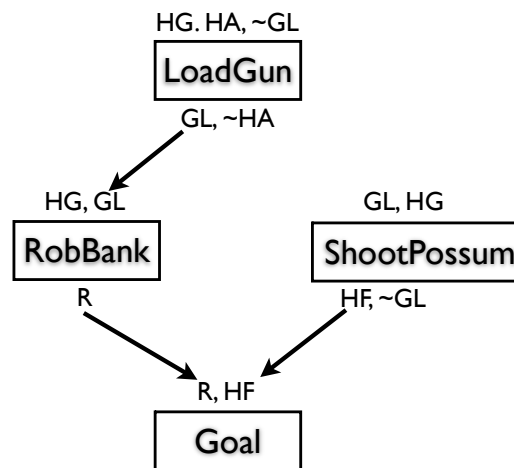 HG. HA, ~GL
LoadGun
GL, ~HA
HG, GL
GL, HG
RobBank
ShootPossum
R
HF, ~GL
R, HF
Goal